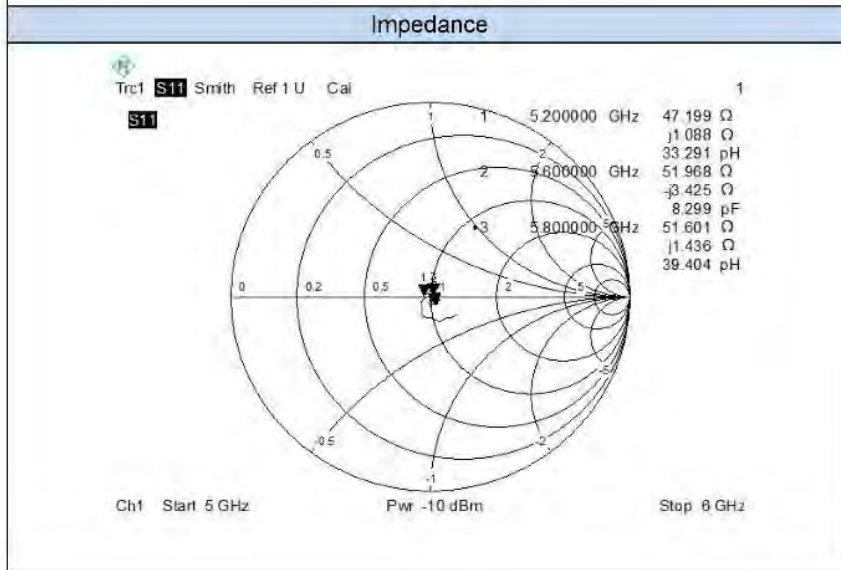 Impedance
Trc1 S11 Smith Ref 1 U Cal 1
S11
1 5.200000 GHz 47.199 Ω
j1.088 Ω
33.291 pH
2 5.600000 GHz 51.968 Ω
-j3.425 Ω
8.299 pF
3 5.800000 GHz 51.601 Ω
j1.436 Ω
39.404 pH
1
0.5
2
5
0 0.2 0.5 1 2 5
-5
-0.5
-2
-1
Ch1 Start 5 GHz Pwr -10 dBm Stop 6 GHz